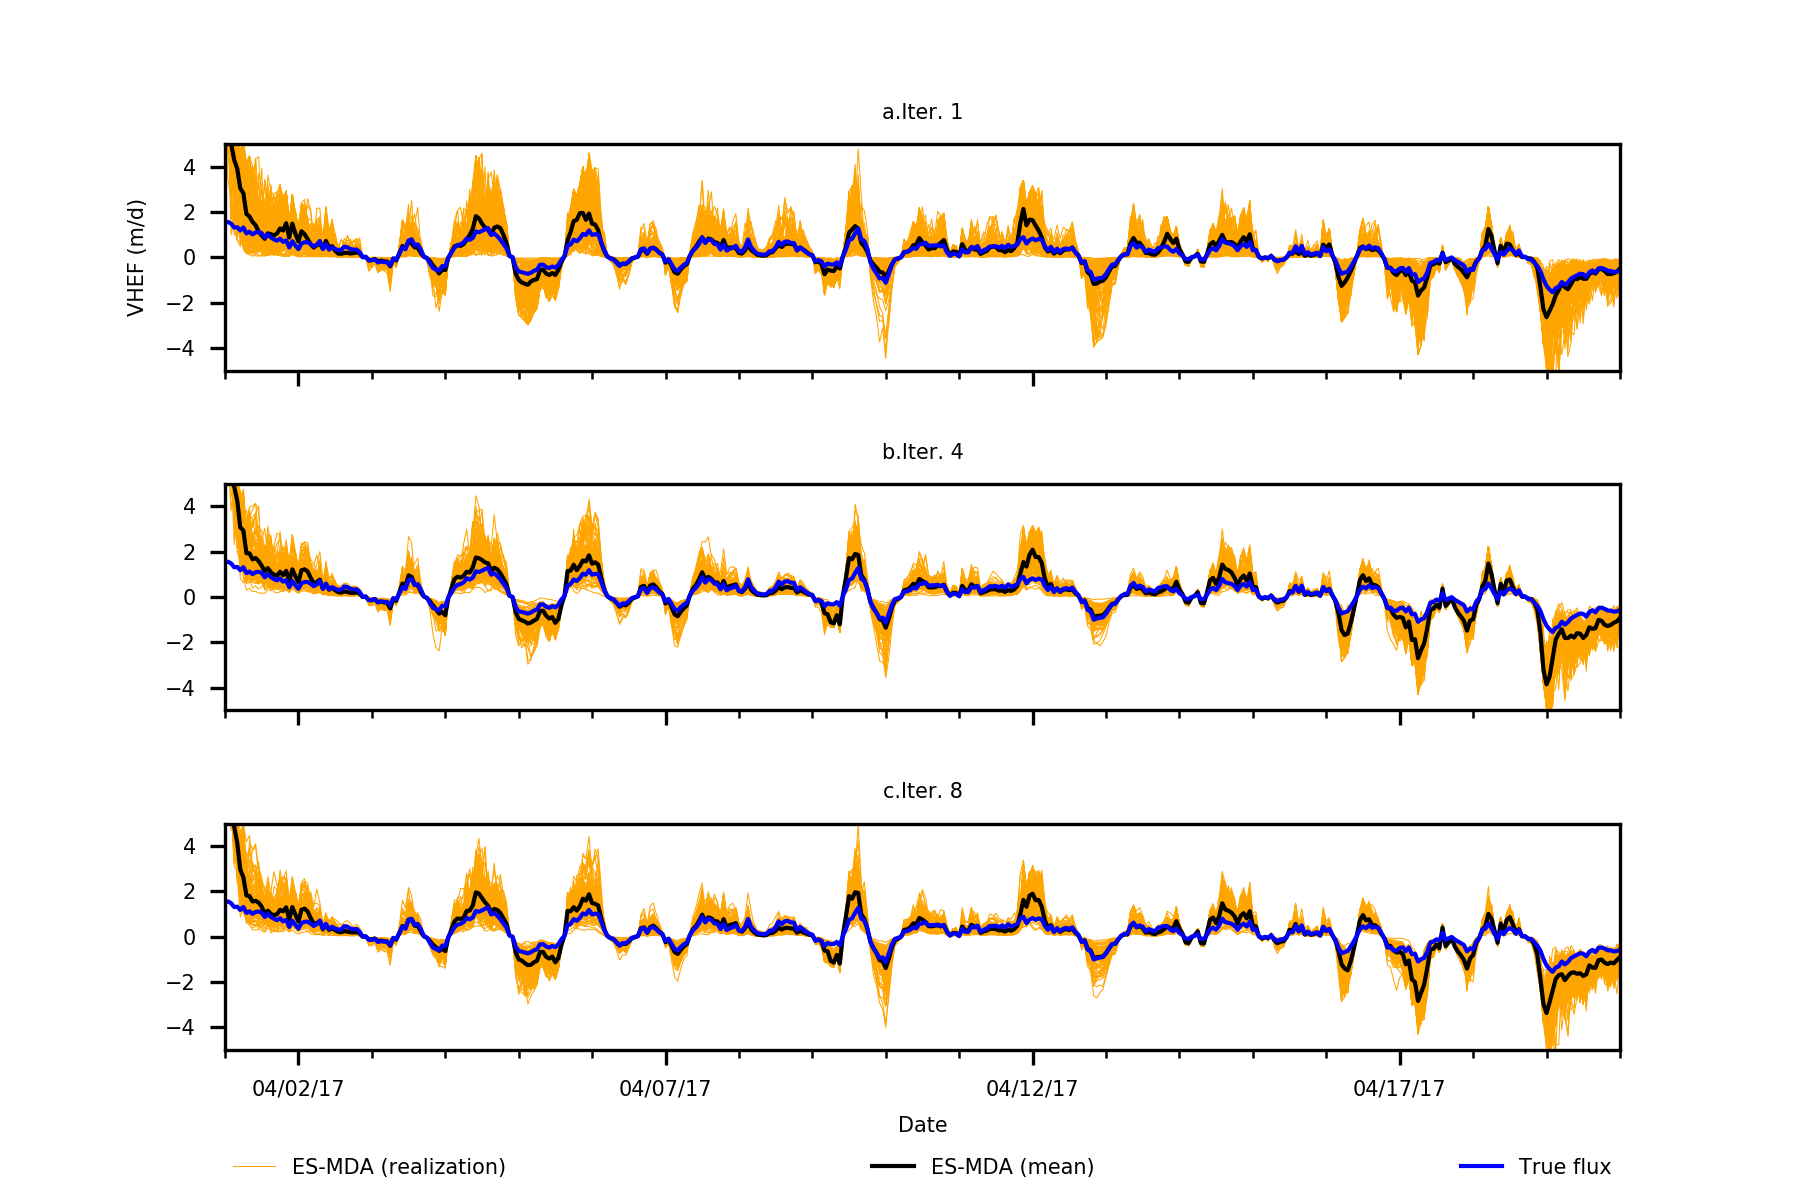 a.Iter. 1
4
2
0
−2
−4
VHEF (m/d)
b.Iter. 4
4
2
0
−2
−4
c.Iter. 8
4
2
0
−2
−4
04/02/17 04/07/17 04/12/17 04/17/17
Date
ES-MDA (realization) ES-MDA (mean) True flux